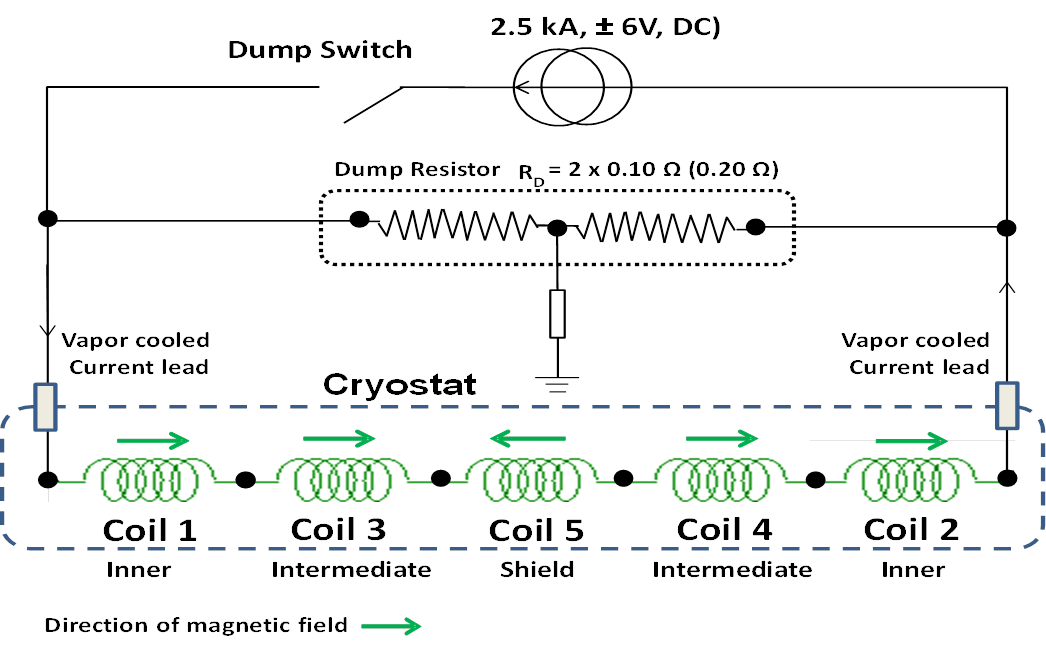 2.5 kA, ± 6V, DC)
Dump Switch
Dump Resistor R_D = 2 x 0.10 Ω (0.20 Ω)
Vapor cooled
Current lead
Vapor cooled
Current lead
Cryostat
Coil 1
Coil 3
Coil 5
Coil 4
Coil 2
Inner
Intermediate
Shield
Intermediate
Inner
Direction of magnetic field